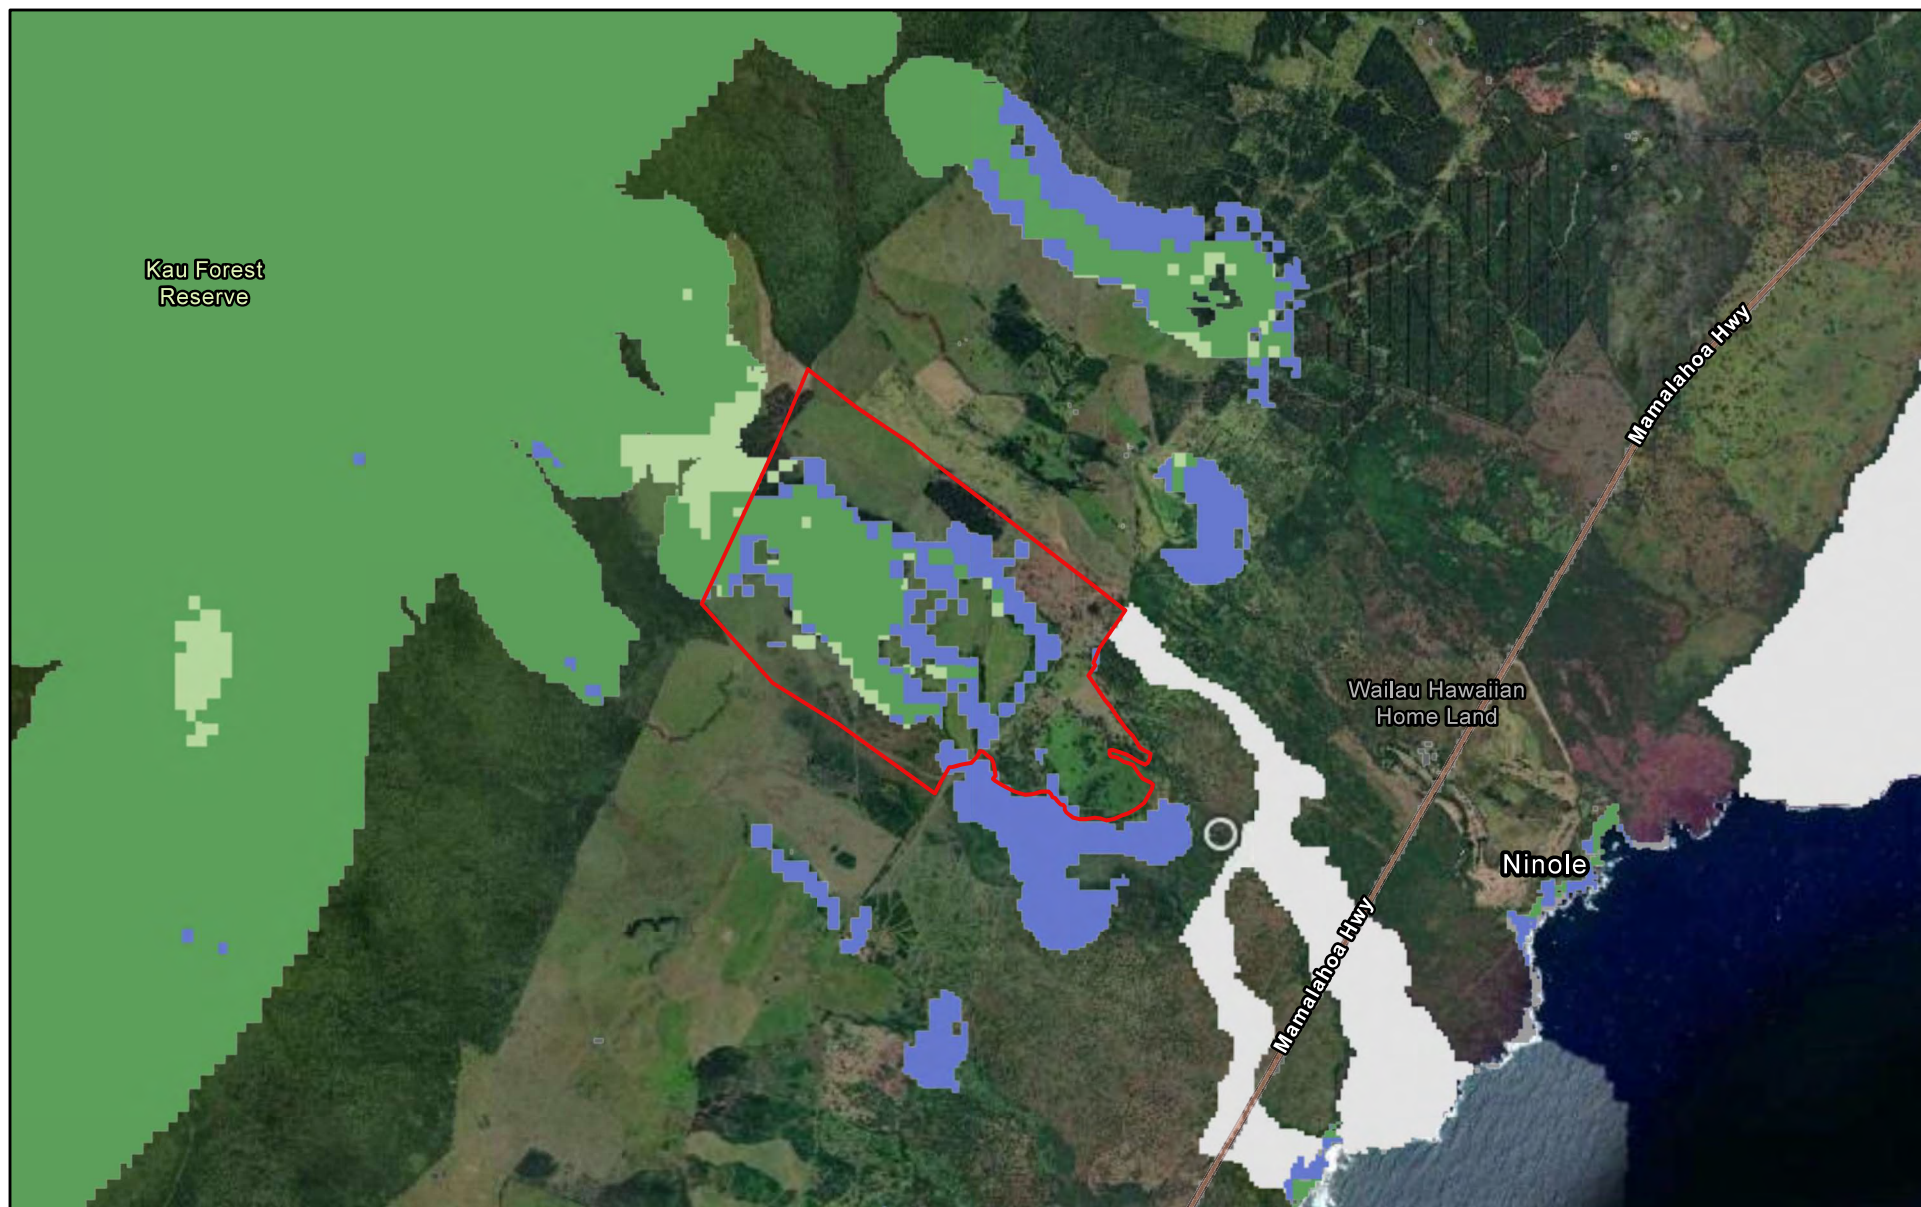 Kau Forest
Reserve
Mamalahoa Hwy
Wailau Hawaiian
Home Land
Ninole
Mamalahoa Hwy